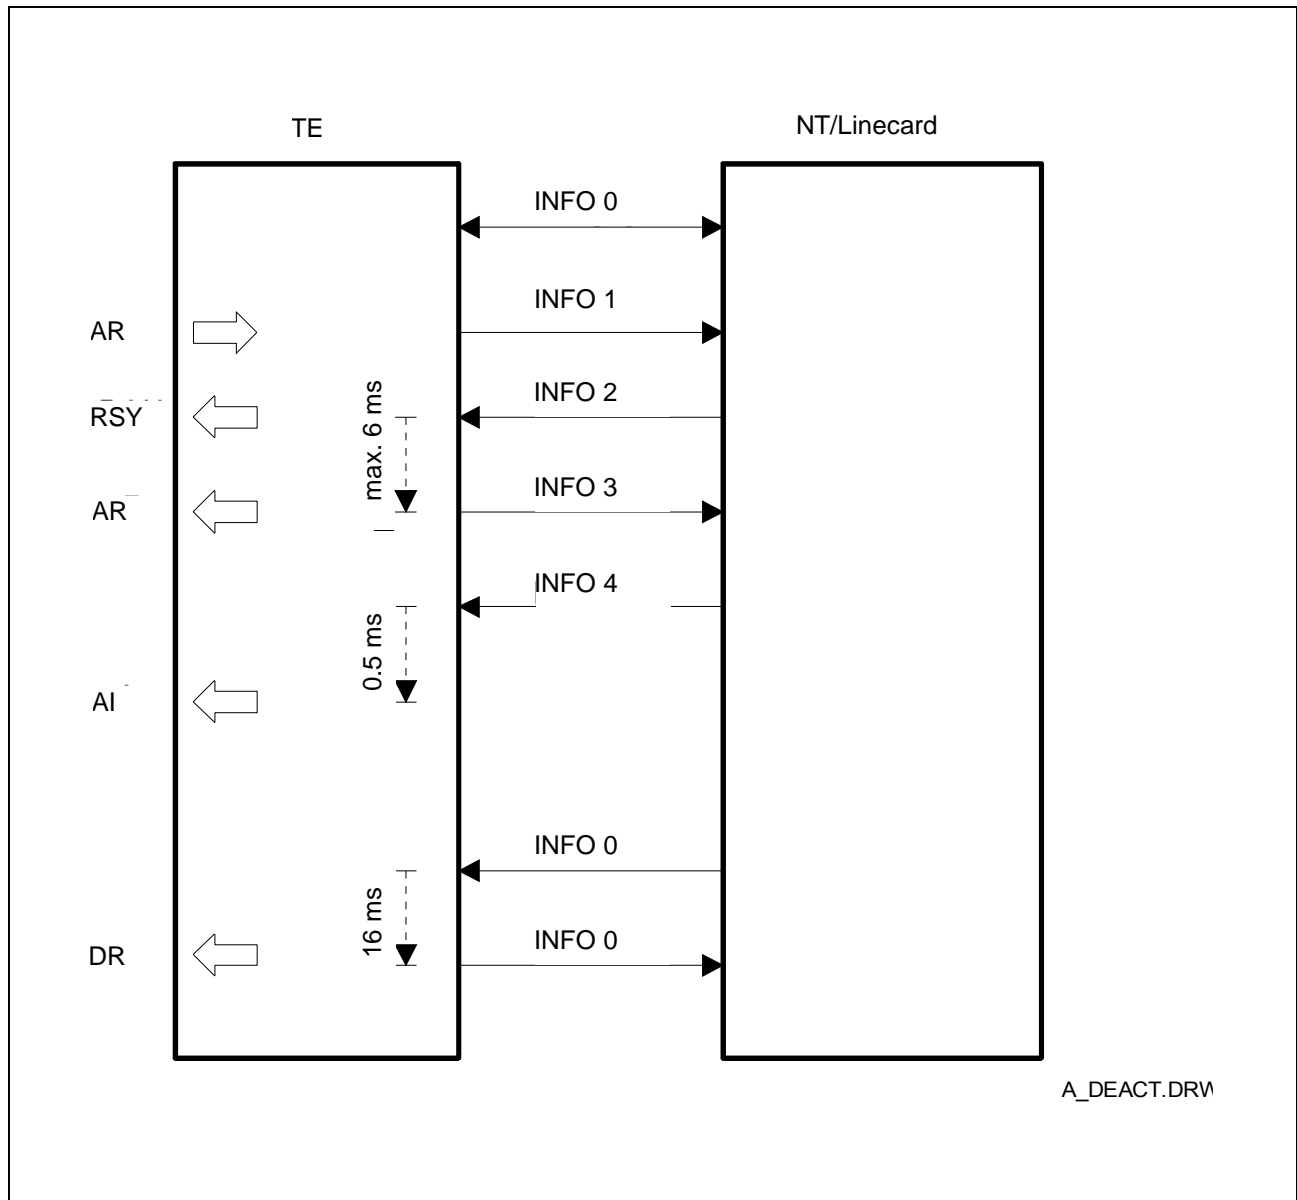 TE
NT/Linecard
INFO 0
INFO 1
AR
INFO 2
RSY
max. 6 ms
INFO 3
AR
INFO 4
0.5 ms
AI
INFO 0
16 ms
INFO 0
DR
A_DEACT.DRW